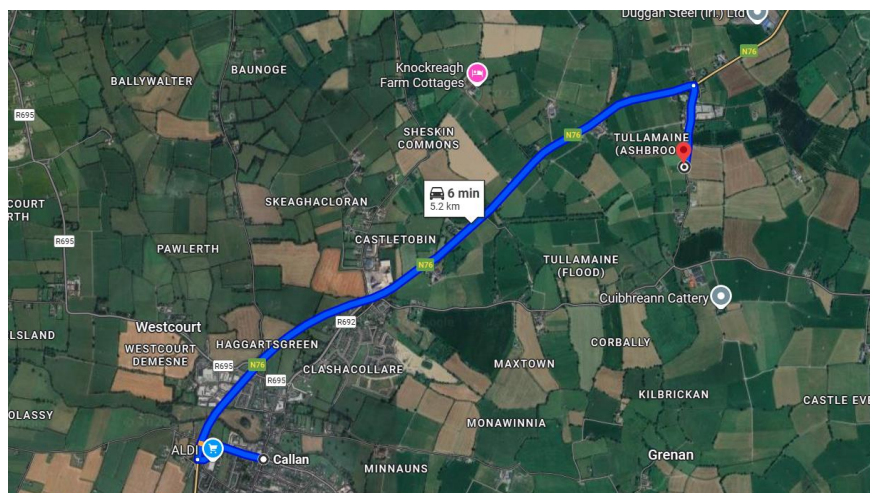 Duggan Steel (Irl.) Ltd
N76
BAUNOGE
BALLYWALTER
Knockreagh
Farm Cottages
R695
SHESKIN
COMMONS
N76
TULLAMAINE
(ASHBROO
6 min
5.2 km
SKEAGHACLORAN
COURT
RTH
R695
PAWLERTH
CASTLETOBIN
N76
TULLAMAINE
(FLOOD)
Cuibhreann Cattery
R692
Westcourt
LSLAND
HAGGARTSGREEN
WESTCOURT
DEMESNE
R695
N76
R695
CLASHACOLLARE
MAXTOWN
CORBALLY
KILBRICKAN
CASTLE EVE
OLASSY
MONAWINNIA
ALDI
Callan
MINNAUNS
Grenan